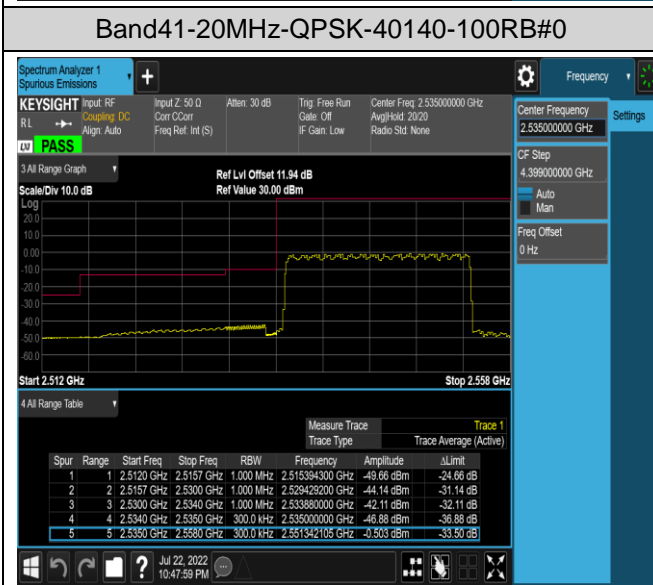 Band41-20MHz-QPSK-40140-100RB#0
Spectrum Analyzer 1
Spurious Emissions
+
Frequency
KEYSIGHT Input: RF Input Z: 50 Ω Atten: 30 dB Trig: Free Run Center Freq: 2.535000000 GHz
RL Coupling: DC Corr CCorr Gate: Off Avg|Hold: 20/20
Align: Auto Freq Ref: Int (S) IF Gain: Low Radio Std: None
LXI PASS
Center Frequency
2.535000000 GHz
Settings
CF Step
4.399000000 GHz
Auto
Man
Freq Offset
0 Hz
3 All Range Graph
Ref Lvl Offset 11.94 dB
Scale/Div 10.0 dB Ref Value 30.00 dBm
Log
20.0
10.0
0.00
-10.0
-20.0
-30.0
-40.0
-50.0
-60.0
Start 2.512 GHz Stop 2.558 GHz
4 All Range Table
Measure Trace Trace 1
Trace Type Trace Average (Active)
Spur Range Start Freq Stop Freq RBW Frequency Amplitude ΔLimit
1 1 2.5120 GHz 2.5157 GHz 1.000 MHz 2.515394300 GHz -49.66 dBm -24.66 dB
2 2 2.5157 GHz 2.5300 GHz 1.000 MHz 2.529429200 GHz -44.14 dBm -31.14 dB
3 3 2.5300 GHz 2.5340 GHz 1.000 MHz 2.533880000 GHz -42.11 dBm -32.11 dB
4 4 2.5340 GHz 2.5350 GHz 300.0 kHz 2.535000000 GHz -46.88 dBm -36.88 dB
5 5 2.5350 GHz 2.5580 GHz 300.0 kHz 2.551342105 GHz -0.503 dBm -33.50 dB
? Jul 22, 2022
10:47:59 PM